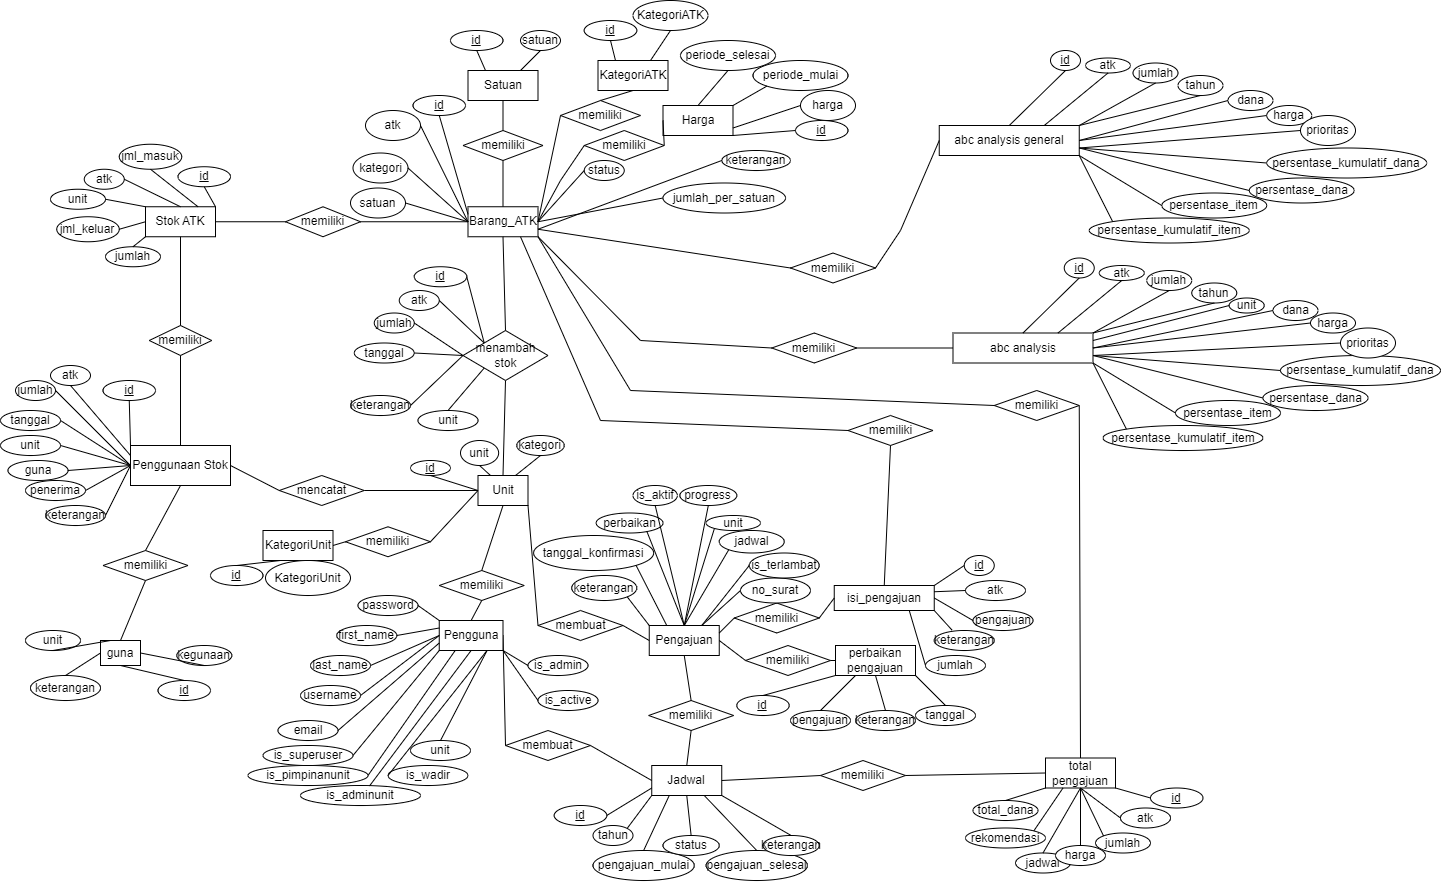 KategoriATK
id
id
satuan
periode_selesai
KategoriATK
Satuan
periode_mulai
harga
id
Harga
memiliki
memiliki
memiliki
id
atk
kategori
satuan
status
keterangan
jumlah_per_satuan
Barang_ATK
id
atk
jumlah
tahun
dana
harga
prioritas
persentase_kumulatif_dana
persentase_dana
persentase_item
persentase_kumulatif_item
abc analysis general
memiliki
jml_masuk
id
atk
unit
jml_keluar
jumlah
Stok ATK
memiliki
id
atk
jumlah
tanggal
keterangan
unit
menambah
stok
id
atk
jumlah
tahun
unit
dana
harga
prioritas
persentase_kumulatif_dana
persentase_dana
persentase_item
persentase_kumulatif_item
abc analysis
memiliki
memiliki
memiliki
memiliki
atk
id
jumlah
tanggal
unit
guna
penerima
keterangan
Penggunaan Stok
mencatat
id
unit
kategori
Unit
KategoriUnit
memiliki
id
KategoriUnit
memiliki
memiliki
unit
guna
kegunaan
keterangan
id
password
first_name
last_name
username
email
is_superuser
is_pimpinanunit
is_adminunit
is_wadir
unit
is_admin
is_active
Pengguna
membuat
membuat
is_aktif
progress
perbaikan
unit
jadwal
tanggal_konfirmasi
is_terlambat
keterangan
no_surat
Pengajuan
memiliki
memiliki
isi_pengajuan
id
atk
pengajuan
keterangan
jumlah
perbaikan
pengajuan
id
pengajuan
keterangan
tanggal
memiliki
Jadwal
id
tahun
pengajuan_mulai
status
pengajuan_selesai
keterangan
memiliki
total
pengajuan
total_dana
rekomendasi
jadwal
harga
jumlah
atk
id